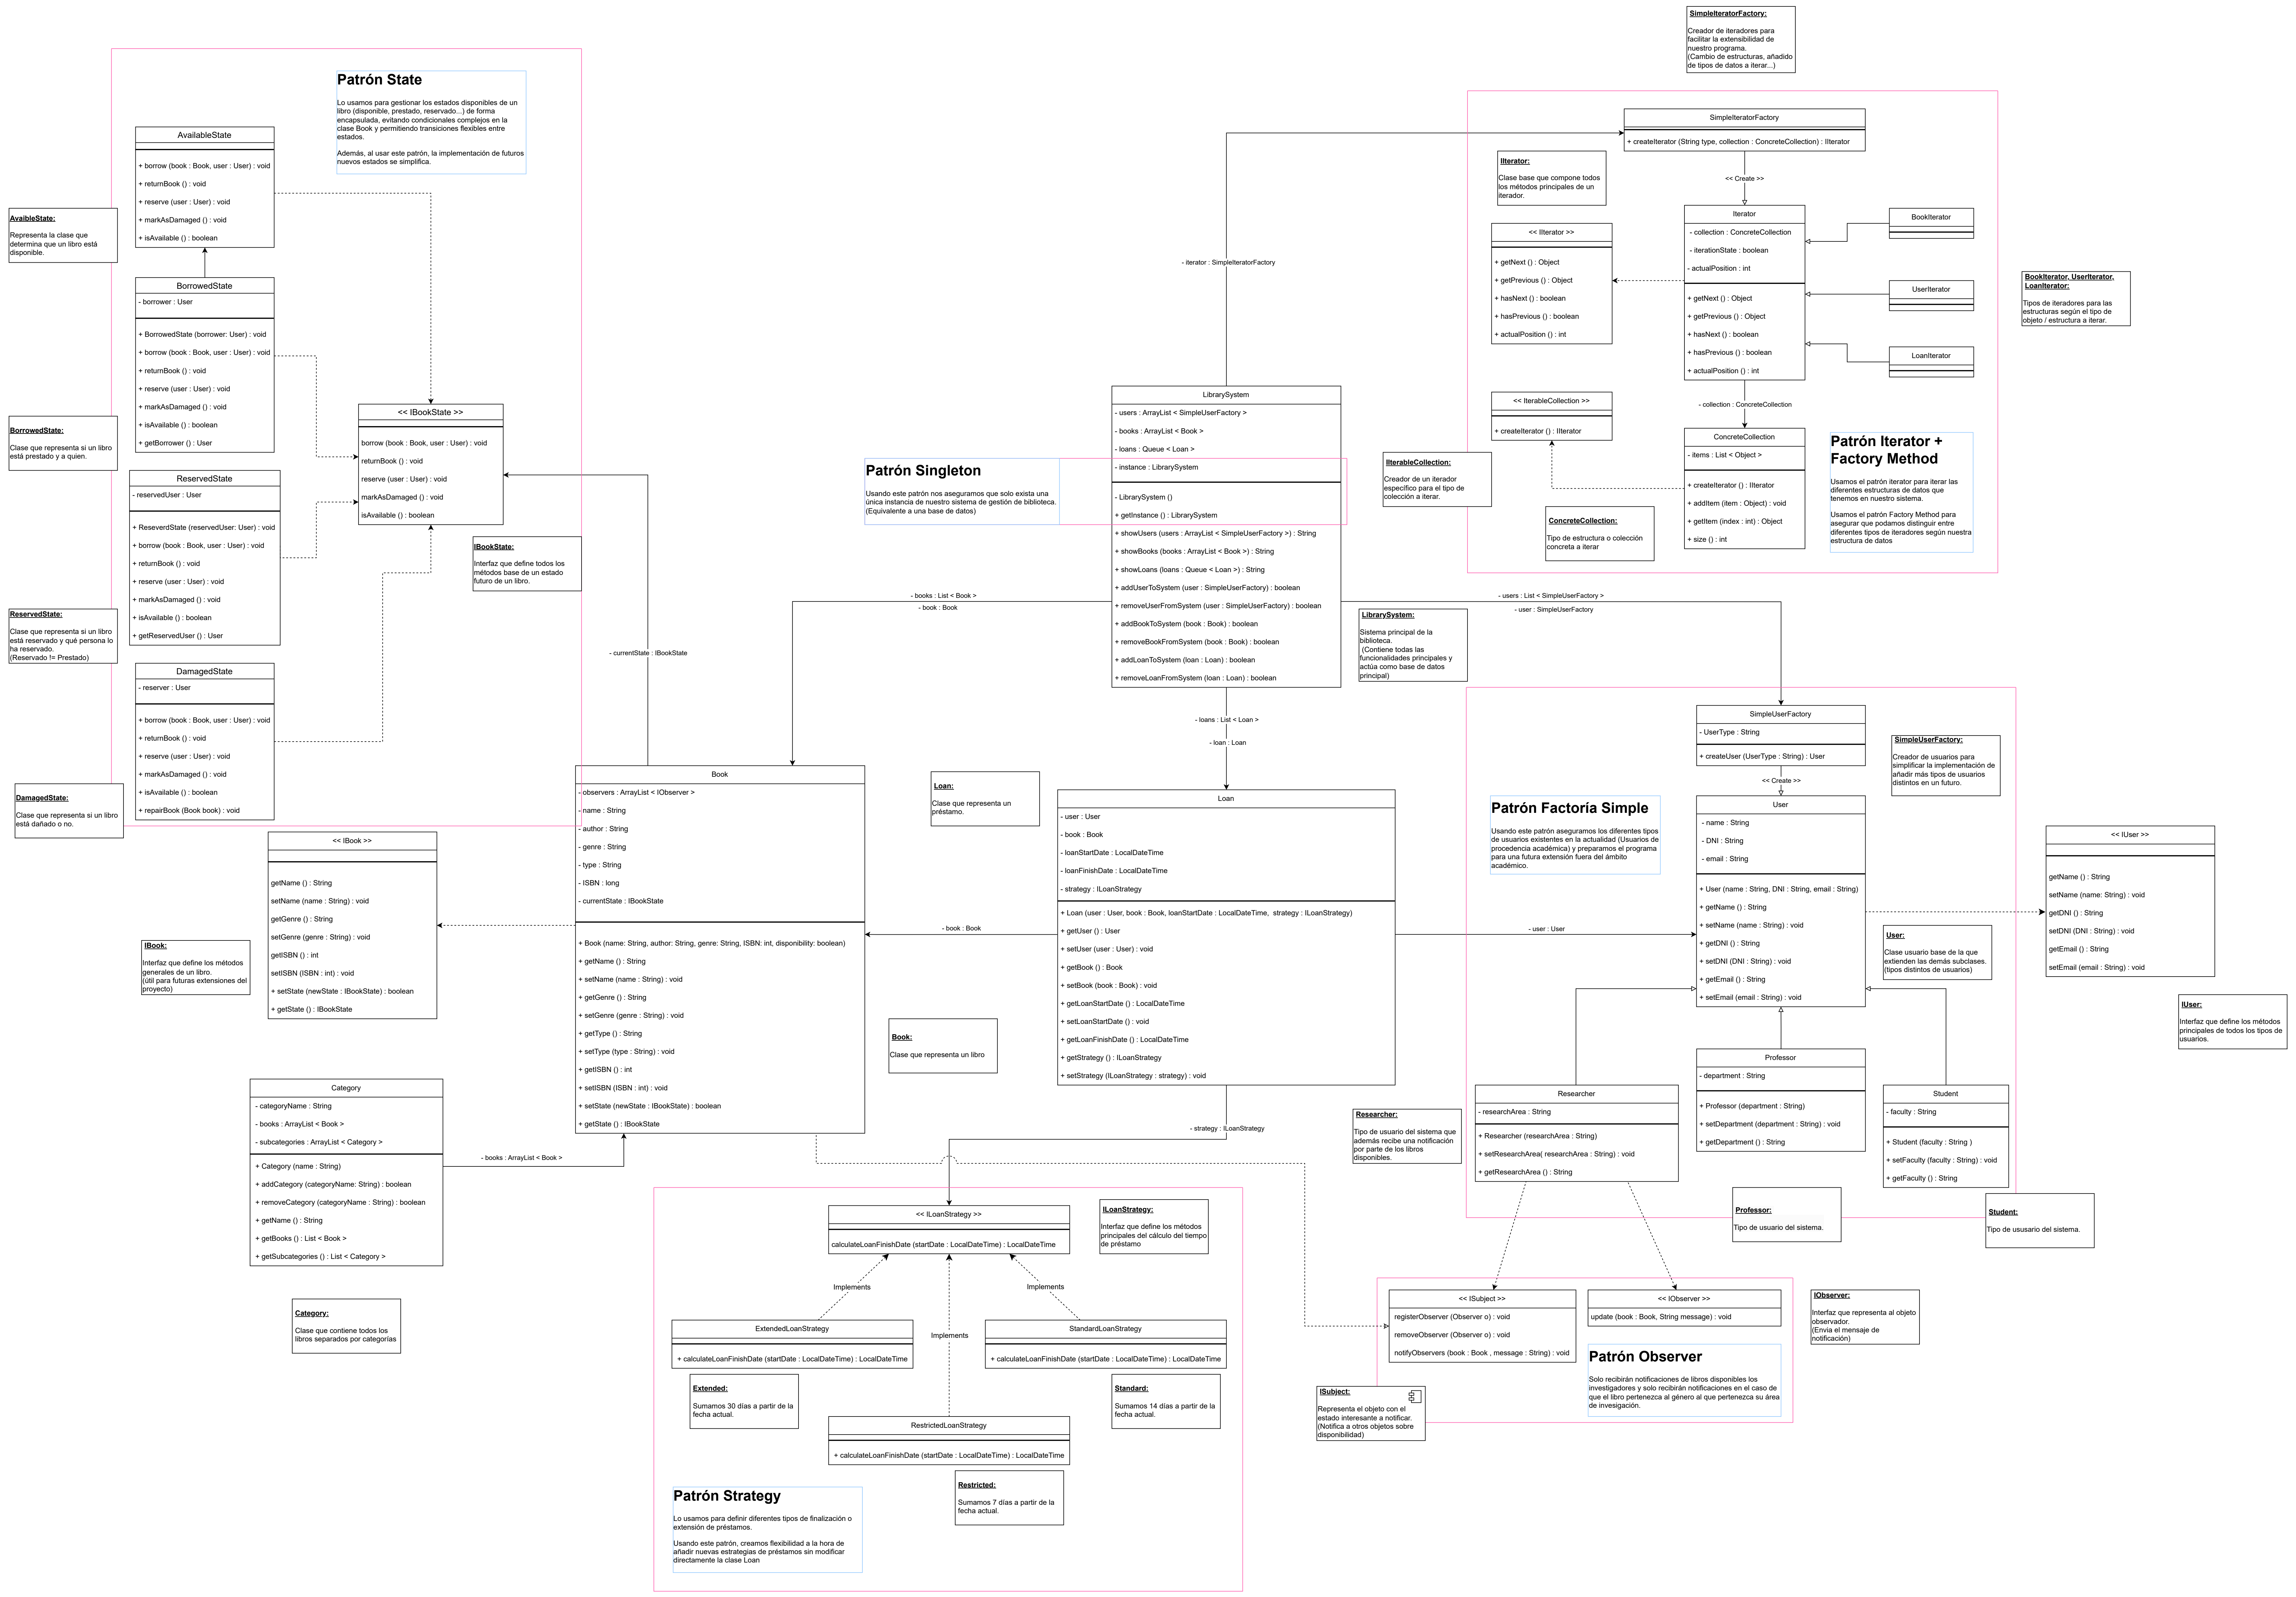 SimpleIteratorFactory:
Creador de iteradores para
facilitar la extensibilidad de
nuestro programa.
(Cambio de estructuras, añadido
de tipos de datos a iterar...)
Patrón State
Lo usamos para gestionar los estados disponibles de un
libro (disponible, prestado, reservado...) de forma
encapsulada, evitando condicionales complejos en la
clase Book y permitiendo transiciones flexibles entre
estados.
Además, al usar este patrón, la implementación de futuros
nuevos estados se simplifica.
AvailableState
+ borrow (book : Book, user : User) : void
+ returnBook () : void
+ reserve (user : User) : void
+ markAsDamaged () : void
+ isAvailable () : boolean
AvaibleState:
Representa la clase que
determina que un libro está
disponible.
BorrowedState
- borrower : User
+ BorrowedState (borrower: User) : void
+ borrow (book : Book, user : User) : void
+ returnBook () : void
+ reserve (user : User) : void
+ markAsDamaged () : void
+ isAvailable () : boolean
+ getBorrower () : User
BorrowedState:
Clase que representa si un libro
está prestado y a quien.
<< IBookState >>
borrow (book : Book, user : User) : void
returnBook () : void
reserve (user : User) : void
markAsDamaged () : void
isAvailable () : boolean
IBookState:
Interfaz que define todos los
métodos base de un estado
futuro de un libro.
ReservedState
- reservedUser : User
+ ReseverdState (reservedUser: User) : void
+ borrow (book : Book, user : User) : void
+ returnBook () : void
+ reserve (user : User) : void
+ markAsDamaged () : void
+ isAvailable () : boolean
+ getReservedUser () : User
ReservedState:
Clase que representa si un libro
está reservado y qué persona lo
ha reservado.
(Reservado != Prestado)
DamagedState
- reserver : User
+ borrow (book : Book, user : User) : void
+ returnBook () : void
+ reserve (user : User) : void
+ markAsDamaged () : void
+ isAvailable () : boolean
+ repairBook (Book book) : void
DamagedState:
Clase que representa si un libro
está dañado o no.
- currentState : IBookState
SimpleIteratorFactory
+ createIterator (String type, collection : ConcreteCollection) : IIterator
<< Create >>
IIterator:
Clase base que compone todos
los métodos principales de un
iterador.
<< IIterator >>
+ getNext () : Object
+ getPrevious () : Object
+ hasNext () : boolean
+ hasPrevious () : boolean
+ actualPosition () : int
Iterator
- collection : ConcreteCollection
- iterationState : boolean
- actualPosition : int
+ getNext () : Object
+ getPrevious () : Object
+ hasNext () : boolean
+ hasPrevious () : boolean
+ actualPosition () : int
BookIterator
UserIterator
LoanIterator
BookIterator, UserIterator,
LoanIterator:
Tipos de iteradores para las
estructuras según el tipo de
objeto / estructura a iterar.
- iterator : SimpleIteratorFactory
- collection : ConcreteCollection
<< IterableCollection >>
+ createIterator () : IIterator
IIterableCollection:
Creador de un iterador
específico para el tipo de
colección a iterar.
ConcreteCollection
- items : List < Object >
+ createIterator () : IIterator
+ addItem (item : Object) : void
+ getItem (index : int) : Object
+ size () : int
ConcreteCollection:
Tipo de estructura o colección
concreta a iterar
Patrón Iterator +
Factory Method
Usamos el patrón iterator para iterar las
diferentes estructuras de datos que
tenemos en nuestro sistema.
Usamos el patrón Factory Method para
asegurar que podamos distinguir entre
diferentes tipos de iteradores según nuestra
estructura de datos
LibrarySystem
- users : ArrayList < SimpleUserFactory >
- books : ArrayList < Book >
- loans : Queue < Loan >
- instance : LibrarySystem
- LibrarySystem ()
+ getInstance () : LibrarySystem
+ showUsers (users : ArrayList < SimpleUserFactory >) : String
+ showBooks (books : ArrayList < Book >) : String
+ showLoans (loans : Queue < Loan >) : String
+ addUserToSystem (user : SimpleUserFactory) : boolean
+ removeUserFromSystem (user : SimpleUserFactory) : boolean
+ addBookToSystem (book : Book) : boolean
+ removeBookFromSystem (book : Book) : boolean
+ addLoanToSystem (loan : Loan) : boolean
+ removeLoanFromSystem (loan : Loan) : boolean
Patrón Singleton
Usando este patrón nos aseguramos que solo exista una
única instancia de nuestro sistema de gestión de biblioteca.
(Equivalente a una base de datos)
LibrarySystem:
Sistema principal de la
biblioteca.
(Contiene todas las
funcionalidades principales y
actúa como base de datos
principal)
- books : List < Book >
- book : Book
- users : List < SimpleUserFactory >
- user : SimpleUserFactory
- loans : List < Loan >
- loan : Loan
SimpleUserFactory
- UserType : String
+ createUser (UserType : String) : User
<< Create >>
SimpleUserFactory:
Creador de usuarios para
simplificar la implementación de
añadir más tipos de usuarios
distintos en un futuro.
Patrón Factoría Simple
Usando este patrón aseguramos los diferentes tipos
de usuarios existentes en la actualidad (Usuarios de
procedencia académica) y preparamos el programa
para una futura extensión fuera del ámbito
académico.
User
- name : String
- DNI : String
- email : String
+ User (name : String, DNI : String, email : String)
+ getName () : String
+ setName (name : String) : void
+ getDNI () : String
+ setDNI (DNI : String) : void
+ getEmail () : String
+ setEmail (email : String) : void
User:
Clase usuario base de la que
extienden las demás subclases.
(tipos distintos de usuarios)
<< IUser >>
getName () : String
setName (name: String) : void
getDNI () : String
setDNI (DNI : String) : void
getEmail () : String
setEmail (email : String) : void
IUser:
Interfaz que define los métodos
principales de todos los tipos de
usuarios.
Book
- observers : ArrayList < IObserver >
- name : String
- author : String
- genre : String
- type : String
- ISBN : long
- currentState : IBookState
+ Book (name: String, author: String, genre: String, ISBN: int, disponibility: boolean)
+ getName () : String
+ setName (name : String) : void
+ getGenre () : String
+ setGenre (genre : String) : void
+ getType () : String
+ setType (type : String) : void
+ getISBN () : int
+ setISBN (ISBN : int) : void
+ setState (newState : IBookState) : boolean
+ getState () : IBookState
Book:
Clase que representa un libro
<< IBook >>
getName () : String
setName (name : String) : void
getGenre () : String
setGenre (genre : String) : void
getISBN () : int
setISBN (ISBN : int) : void
+ setState (newState : IBookState) : boolean
+ getState () : IBookState
IBook:
Interfaz que define los métodos
generales de un libro.
(útil para futuras extensiones del
proyecto)
Loan:
Clase que representa un
préstamo.
Loan
- user : User
- book : Book
- loanStartDate : LocalDateTime
- loanFinishDate : LocalDateTime
- strategy : ILoanStrategy
+ Loan (user : User, book : Book, loanStartDate : LocalDateTime, strategy : ILoanStrategy)
+ getUser () : User
+ setUser (user : User) : void
+ getBook () : Book
+ setBook (book : Book) : void
+ getLoanStartDate () : LocalDateTime
+ setLoanStartDate () : void
+ getLoanFinishDate () : LocalDateTime
+ getStrategy () : ILoanStrategy
+ setStrategy (ILoanStrategy : strategy) : void
- book : Book
- user : User
- strategy : ILoanStrategy
Category
- categoryName : String
- books : ArrayList < Book >
- subcategories : ArrayList < Category >
+ Category (name : String)
+ addCategory (categoryName: String) : boolean
+ removeCategory (categoryName : String) : boolean
+ getName () : String
+ getBooks () : List < Book >
+ getSubcategories () : List < Category >
- books : ArrayList < Book >
Category:
Clase que contiene todos los
libros separados por categorías
Researcher
- researchArea : String
+ Researcher (researchArea : String)
+ setResearchArea( researchArea : String) : void
+ getResearchArea () : String
Researcher:
Tipo de usuario del sistema que
además recibe una notificación
por parte de los libros
disponibles.
Professor
- department : String
+ Professor (department : String)
+ setDepartment (department : String) : void
+ getDepartment () : String
Professor:
Tipo de usuario del sistema.
Student
- faculty : String
+ Student (faculty : String )
+ setFaculty (faculty : String) : void
+ getFaculty () : String
Student:
Tipo de ususario del sistema.
<< ILoanStrategy >>
calculateLoanFinishDate (startDate : LocalDateTime) : LocalDateTime
ILoanStrategy:
Interfaz que define los métodos
principales del cálculo del tiempo
de préstamo
Implements
Implements
Implements
ExtendedLoanStrategy
+ calculateLoanFinishDate (startDate : LocalDateTime) : LocalDateTime
Extended:
Sumamos 30 días a partir de la
fecha actual.
StandardLoanStrategy
+ calculateLoanFinishDate (startDate : LocalDateTime) : LocalDateTime
Standard:
Sumamos 14 días a partir de la
fecha actual.
RestrictedLoanStrategy
+ calculateLoanFinishDate (startDate : LocalDateTime) : LocalDateTime
Restricted:
Sumamos 7 días a partir de la
fecha actual.
Patrón Strategy
Lo usamos para definir diferentes tipos de finalización o
extensión de préstamos.
Usando este patrón, creamos flexibilidad a la hora de
añadir nuevas estrategias de préstamos sin modificar
directamente la clase Loan
<< ISubject >>
registerObserver (Observer o) : void
removeObserver (Observer o) : void
notifyObservers (book : Book , message : String) : void
ISubject:
Representa el objeto con el
estado interesante a notificar.
(Notifica a otros objetos sobre
disponibilidad)
<< IObserver >>
update (book : Book, String message) : void
IObserver:
Interfaz que representa al objeto
observador.
(Envia el mensaje de
notificación)
Patrón Observer
Solo recibirán notificaciones de libros disponibles los
investigadores y solo recibirán notificaciones en el caso de
que el libro pertenezca al género al que pertenezca su área
de invesigación.